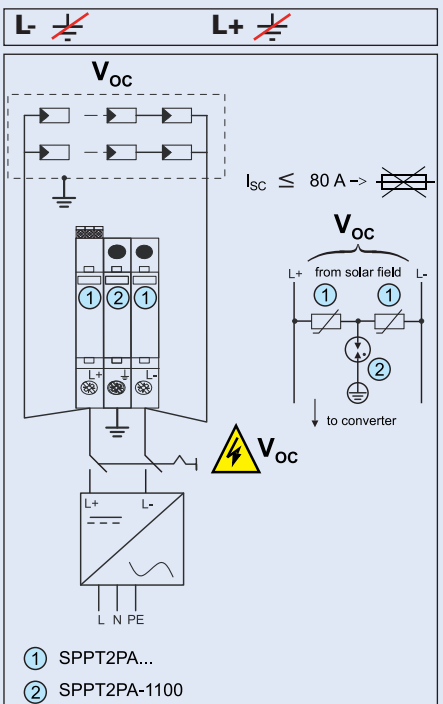 L- L+
VOC
ISC ≤ 80 A ->
VOC
L+ from solar field L-
1 1
2
to converter
1 2 1
L+ L-
VOC
L+ L-
L N PE
1 SPPT2PA...
2 SPPT2PA-1100